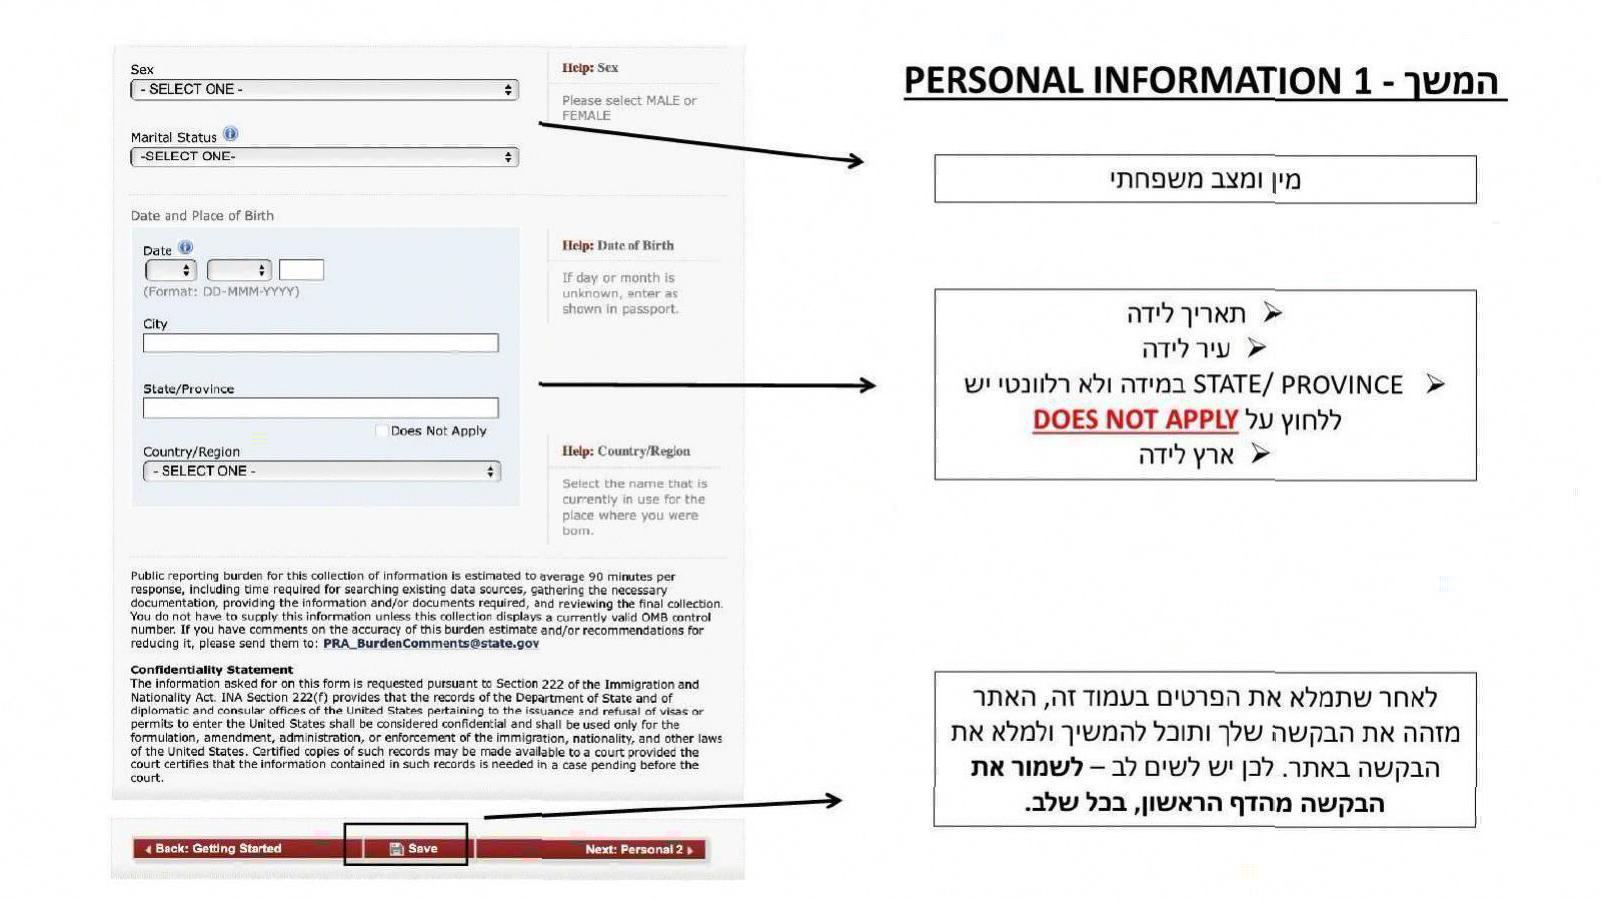 Sex
- SELECT ONE -
Marital Status
-SELECT ONE-
Help: Sex
Please select MALE or
FEMALE
Date and Place of Birth
Date
(Format: DD-MMM-YYYY)
City
State/Province
Does Not Apply
Country/Region
- SELECT ONE -
Help: Date of Birth
If day or month is
unknown, enter as
shown in passport.
Help: Country/Region
Select the name that is
currently in use for the
place where you were
born.
Public reporting burden for this collection of information is estimated to average 90 minutes per
response, including time required for searching existing data sources, gathering the necessary
documentation, providing the information and/or documents required, and reviewing the final collection.
You do not have to supply this information unless this collection displays a currently valid OMB control
number. If you have comments on the accuracy of this burden estimate and/or recommendations for
reducing it, please send them to: PRA_BurdenComments@state.gov
Confidentiality Statement
The information asked for on this form is requested pursuant to Section 222 of the Immigration and
Nationality Act. INA Section 222(f) provides that the records of the Department of State and of
diplomatic and consular offices of the United States pertaining to the issuance and refusal of visas or
permits to enter the United States shall be considered confidential and shall be used only for the
formulation, amendment, administration, or enforcement of the immigration, nationality, and other laws
of the United States. Certified copies of such records may be made available to a court provided the
court certifies that the information contained in such records is needed in a case pending before the
court.
Back: Getting Started
Save
Next: Personal 2
PERSONAL INFORMATION 1 - המשך
מין ומצב משפחתי
תאריך לידה
עיר לידה
STATE/ PROVINCE במידה ולא רלוונטי יש
ללחוץ על DOES NOT APPLY
ארץ לידה
לאחר שתמלא את הפרטים בעמוד זה, האתר
מזהה את הבקשה שלך ותוכל להמשיך ולמלא את
הבקשה באתר. לכן יש לשים לב – לשמור את
הבקשה מהדף הראשון, בכל שלב.